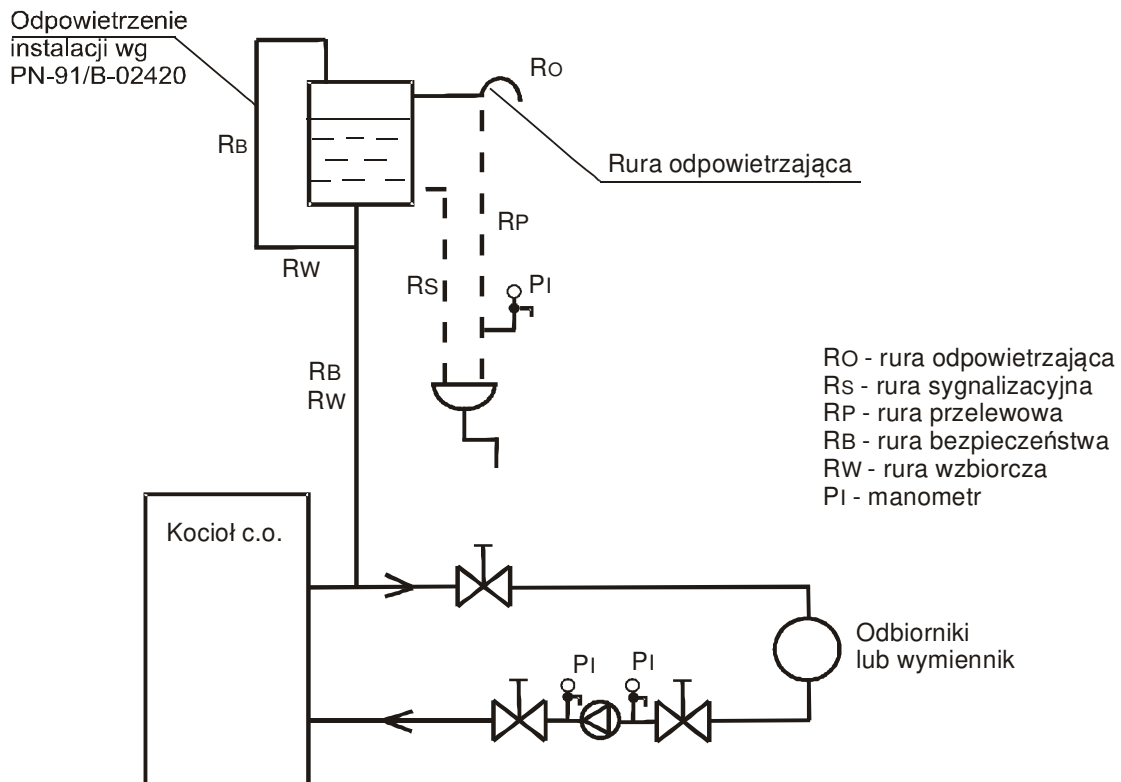 Odpowietrzenie
instalacji wg
PN-91/B-02420
RO
RB
Rura odpowietrzająca
RP
RW
RS
PI
RB
RW
RO - rura odpowietrzająca
RS - rura sygnalizacyjna
RP - rura przelewowa
RB - rura bezpieczeństwa
RW - rura wzbiorcza
PI - manometr
Kocioł c.o.
Odbiorniki
lub wymiennik
PI
PI